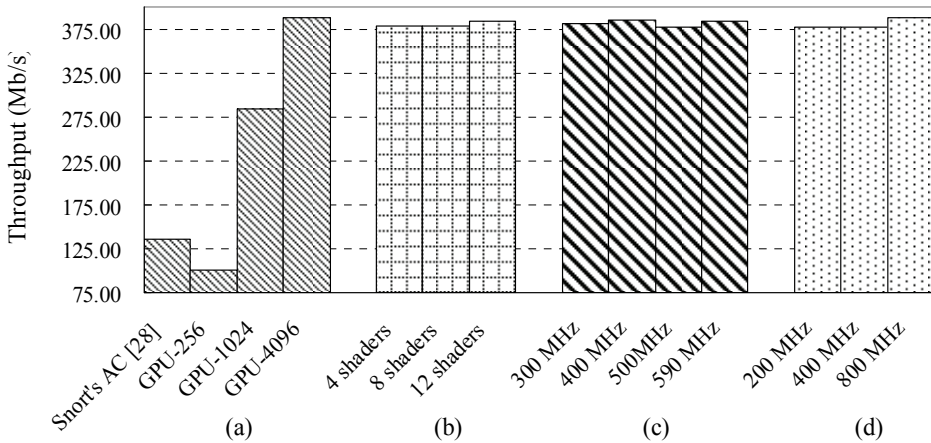 Throughput (Mb/s)
375.00
325.00
275.00
225.00
175.00
125.00
75.00
Snort's AC [28]
GPU-256
GPU-1024
GPU-4096
4 shaders
8 shaders
12 shaders
300 MHz
400 MHz
500MHz
590 MHz
200 MHz
400 MHz
800 MHz
(a)
(b)
(c)
(d)